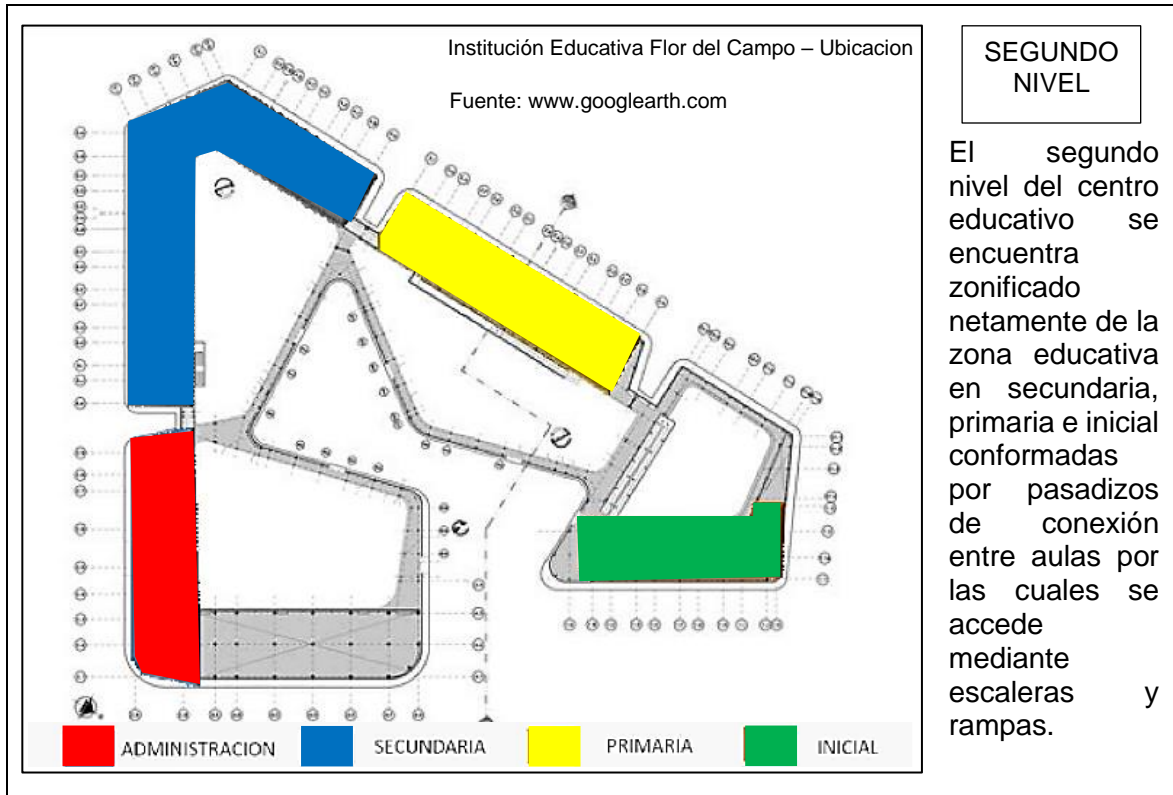 Institución Educativa Flor del Campo – Ubicacion
Fuente: www.googlearth.com
SEGUNDO
NIVEL
El segundo
nivel del centro
educativo se
encuentra
zonificado
netamente de la
zona educativa
en secundaria,
primaria e inicial
conformadas
por pasadizos
de conexión
entre aulas por
las cuales se
accede
mediante
escaleras y
rampas.
ADMINISTRACION
SECUNDARIA
PRIMARIA
INICIAL